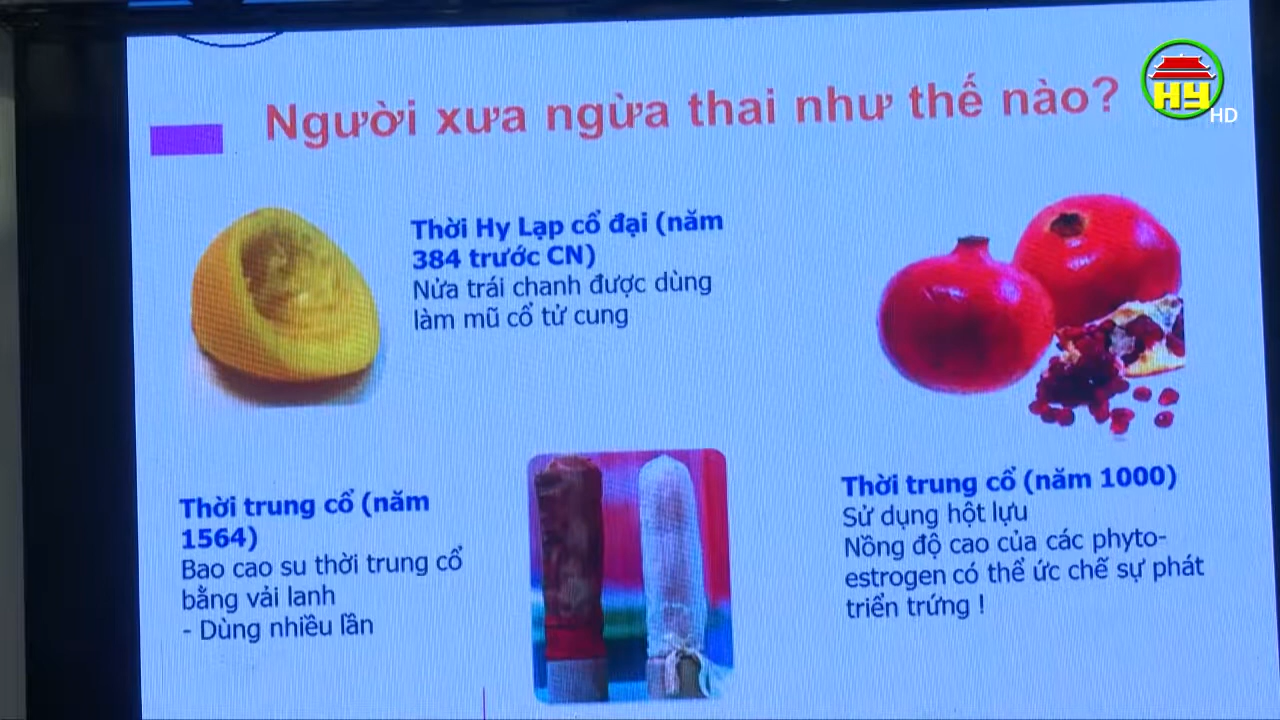 HY
HD
Người xưa ngừa thai như thế nào?
Thời Hy Lạp cổ đại (năm
384 trước CN)
Nửa trái chanh được dùng
làm mũ cổ tử cung
Thời trung cổ (năm
1564)
Bao cao su thời trung cổ
bằng vải lanh
- Dùng nhiều lần
Thời trung cổ (năm 1000)
Sử dụng hột lựu
Nồng độ cao của các phyto-
estrogen có thể ức chế sự phát
triển trứng !